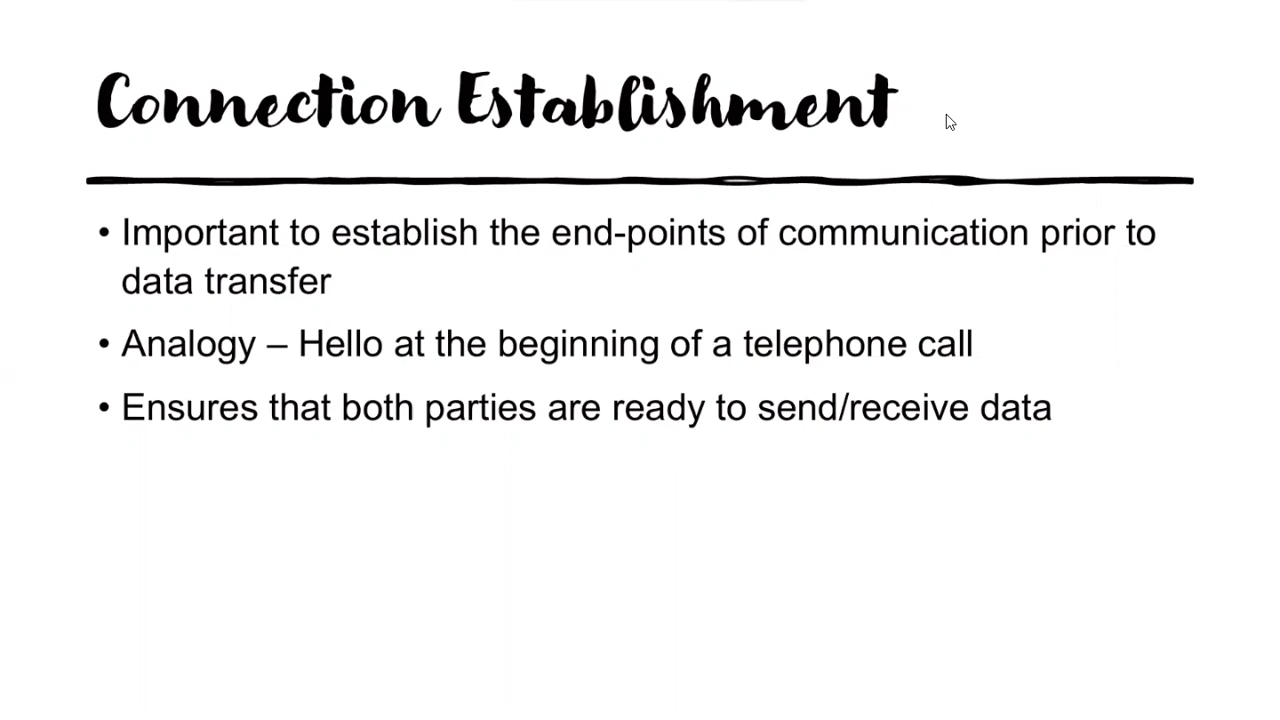 Connection Establishment
• Important to establish the end-points of communication prior to
data transfer
• Analogy – Hello at the beginning of a telephone call
• Ensures that both parties are ready to send/receive data